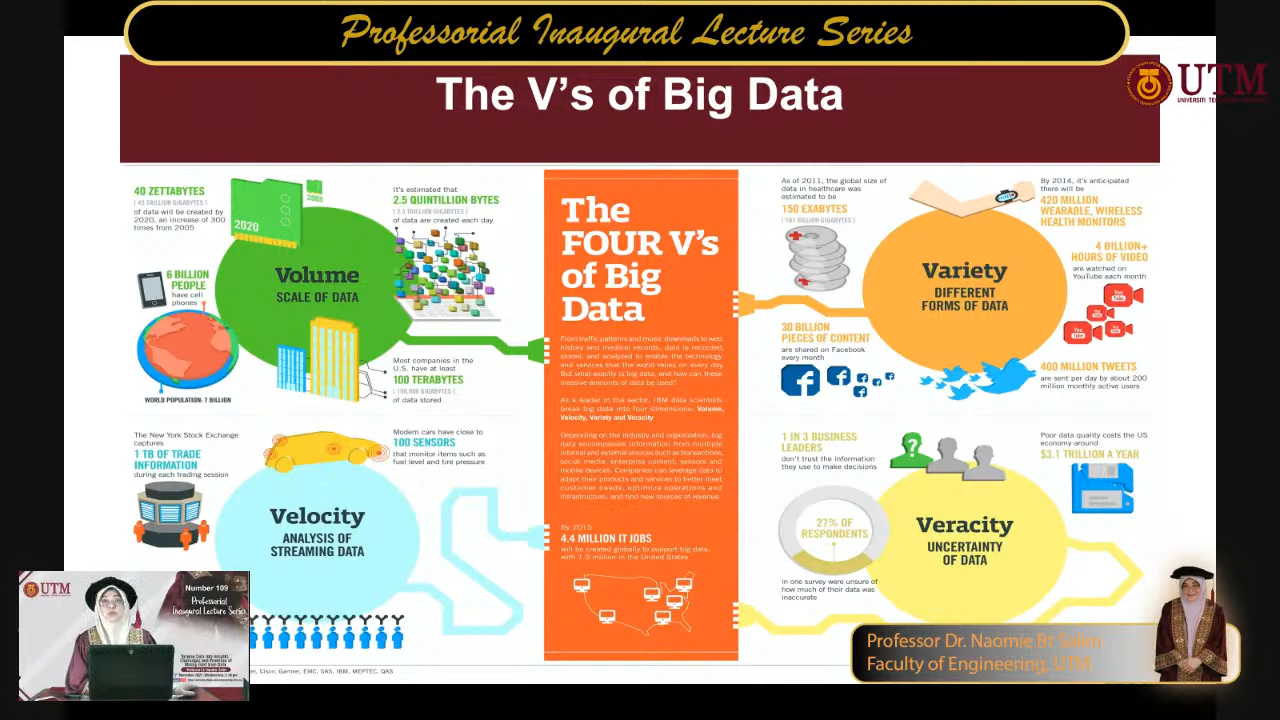 Professorial Inaugural Lecture Series
The V's of Big Data
UTM
40 ZETTABYTES
[ 43 TRILLION GIGABYTES ]
of data will be created by
2020, an increase of 300
times from 2005
2005
2020
It's estimated that
2.5 QUINTILLION BYTES
[ 2.3 TRILLION GIGABYTES ]
of data are created each day
6 BILLION
PEOPLE
have cell
phones
Volume
SCALE OF DATA
WORLD POPULATION: 7 BILLION
Most companies in the
U.S. have at least
100 TERABYTES
[ 100,000 GIGABYTES ]
of data stored
The New York Stock Exchange
captures
1 TB OF TRADE
INFORMATION
during each trading session
Modern cars have close to
100 SENSORS
that monitor items such as
fuel level and tire pressure
Velocity
ANALYSIS OF
STREAMING DATA
The
FOUR V's
of Big
Data
From traffic patterns and music downloads to web
history and medical records, data is recorded,
stored, and analyzed to enable the technology
and services that the world relies on every day.
But what exactly is big data, and how can these
massive amounts of data be used?
As a leader in the sector, IBM data scientists
break big data into four dimensions: Volume,
Velocity, Variety and Veracity
Depending on the industry and organization, big
data encompasses information from multiple
internal and external sources such as transactions,
social media, enterprise content, sensors and
mobile devices. Companies can leverage data to
adapt their products and services to better meet
customer needs, optimize operations and
infrastructure, and find new sources of revenue.
By 2015
4.4 MILLION IT JOBS
will be created globally to support big data,
with 1.9 million in the United States
As of 2011, the global size of
data in healthcare was
estimated to be
150 EXABYTES
[ 161 BILLION GIGABYTES ]
By 2014, it's anticipated
there will be
420 MILLION
WEARABLE, WIRELESS
HEALTH MONITORS
4 BILLION+
HOURS OF VIDEO
are watched on
YouTube each month
Variety
DIFFERENT
FORMS OF DATA
30 BILLION
PIECES OF CONTENT
are shared on Facebook
every month
400 MILLION TWEETS
are sent per day by about 200
million monthly active users
1 IN 3 BUSINESS
LEADERS
don't trust the information
they use to make decisions
Poor data quality costs the US
economy around
$3.1 TRILLION A YEAR
27% OF
RESPONDENTS
in one survey were unsure of
how much of their data was
inaccurate
Veracity
UNCERTAINTY
OF DATA
Cisco, Gartner, EMC, SAS, IBM, MEPTEC, QAS
UTM
Number 109
Professorial
Inaugural Lecture Series
Professor Dr. Naomie Bt Salim
Faculty of Engineering, UTM